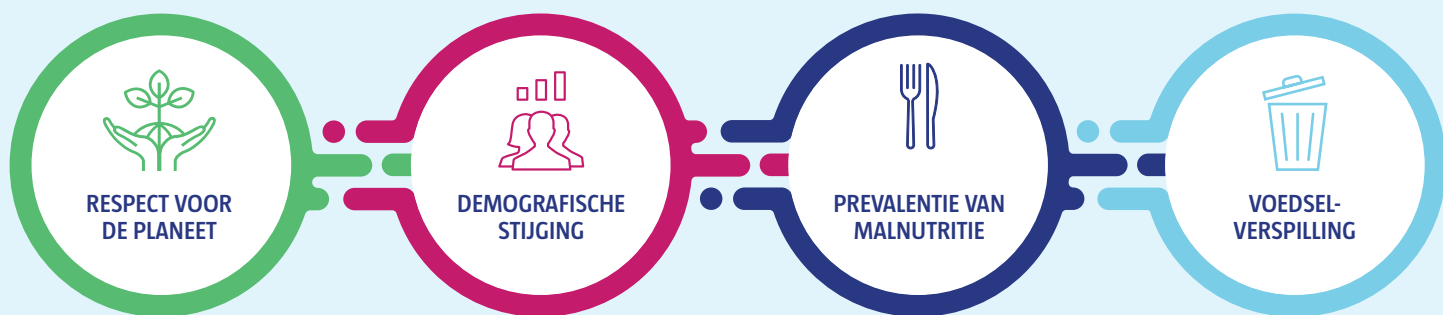 RESPECT VOOR
DE PLANEET
DEMOGRAFISCHE
STIJGING
PREVALENTIE VAN
MALNUTRITIE
VOEDSEL-
VERSPILLING